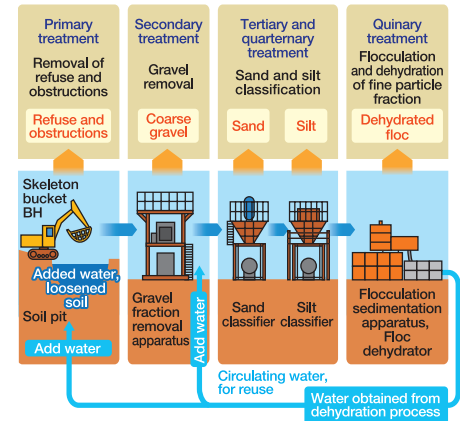 Primary
treatment
Removal of
refuse and
obstructions
Refuse and
obstructions
Secondary
treatment
Gravel
removal
Coarse
gravel
Tertiary and
quarternary
treatment
Sand and silt
classification
Sand
Silt
Quinary
treatment
Flocculation
and dehydration
of fine particle
fraction
Dehydrated
floc
Skeleton
bucket
BH
Added water,
loosened
soil
Soil pit
Add water
Gravel
fraction
removal
apparatus
Add water
Sand
classifier
Silt
classifier
Flocculation
sedimentation
apparatus,
Floc
dehydrator
Circulating water,
for reuse
Water obtained from
dehydration process